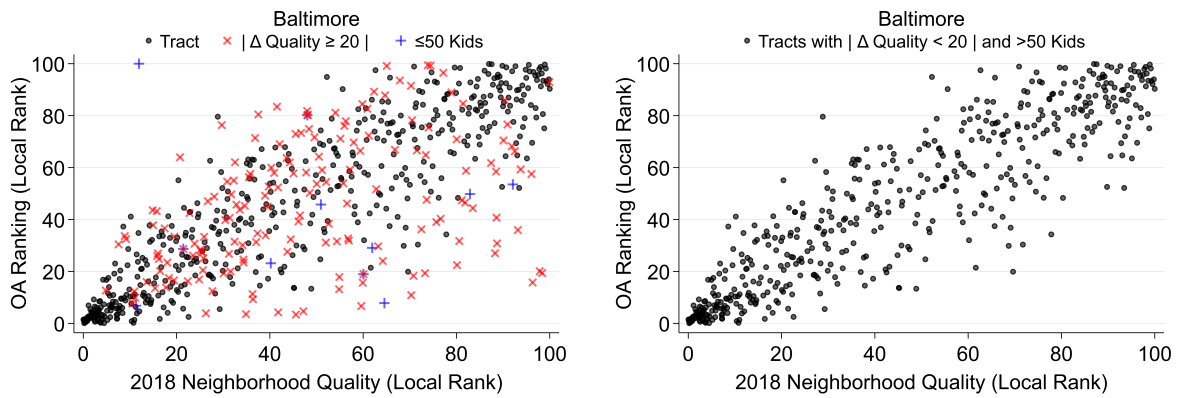 Baltimore
Tract | Δ Quality ≥ 20 | ≤50 Kids
OA Ranking (Local Rank)
100
80
60
40
20
0
0 20 40 60 80 100
2018 Neighborhood Quality (Local Rank)
Baltimore
Tracts with | Δ Quality < 20 | and >50 Kids
OA Ranking (Local Rank)
100
80
60
40
20
0
0 20 40 60 80 100
2018 Neighborhood Quality (Local Rank)